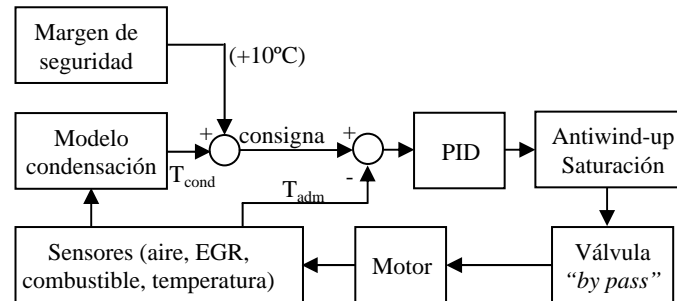 Margen de
seguridad
(+10ºC)
Modelo
condensación
+
consigna
+
-
T_cond
T_adm
PID
Antiwind-up
Saturación
Sensores (aire, EGR,
combustible, temperatura)
Motor
Válvula
“by pass”